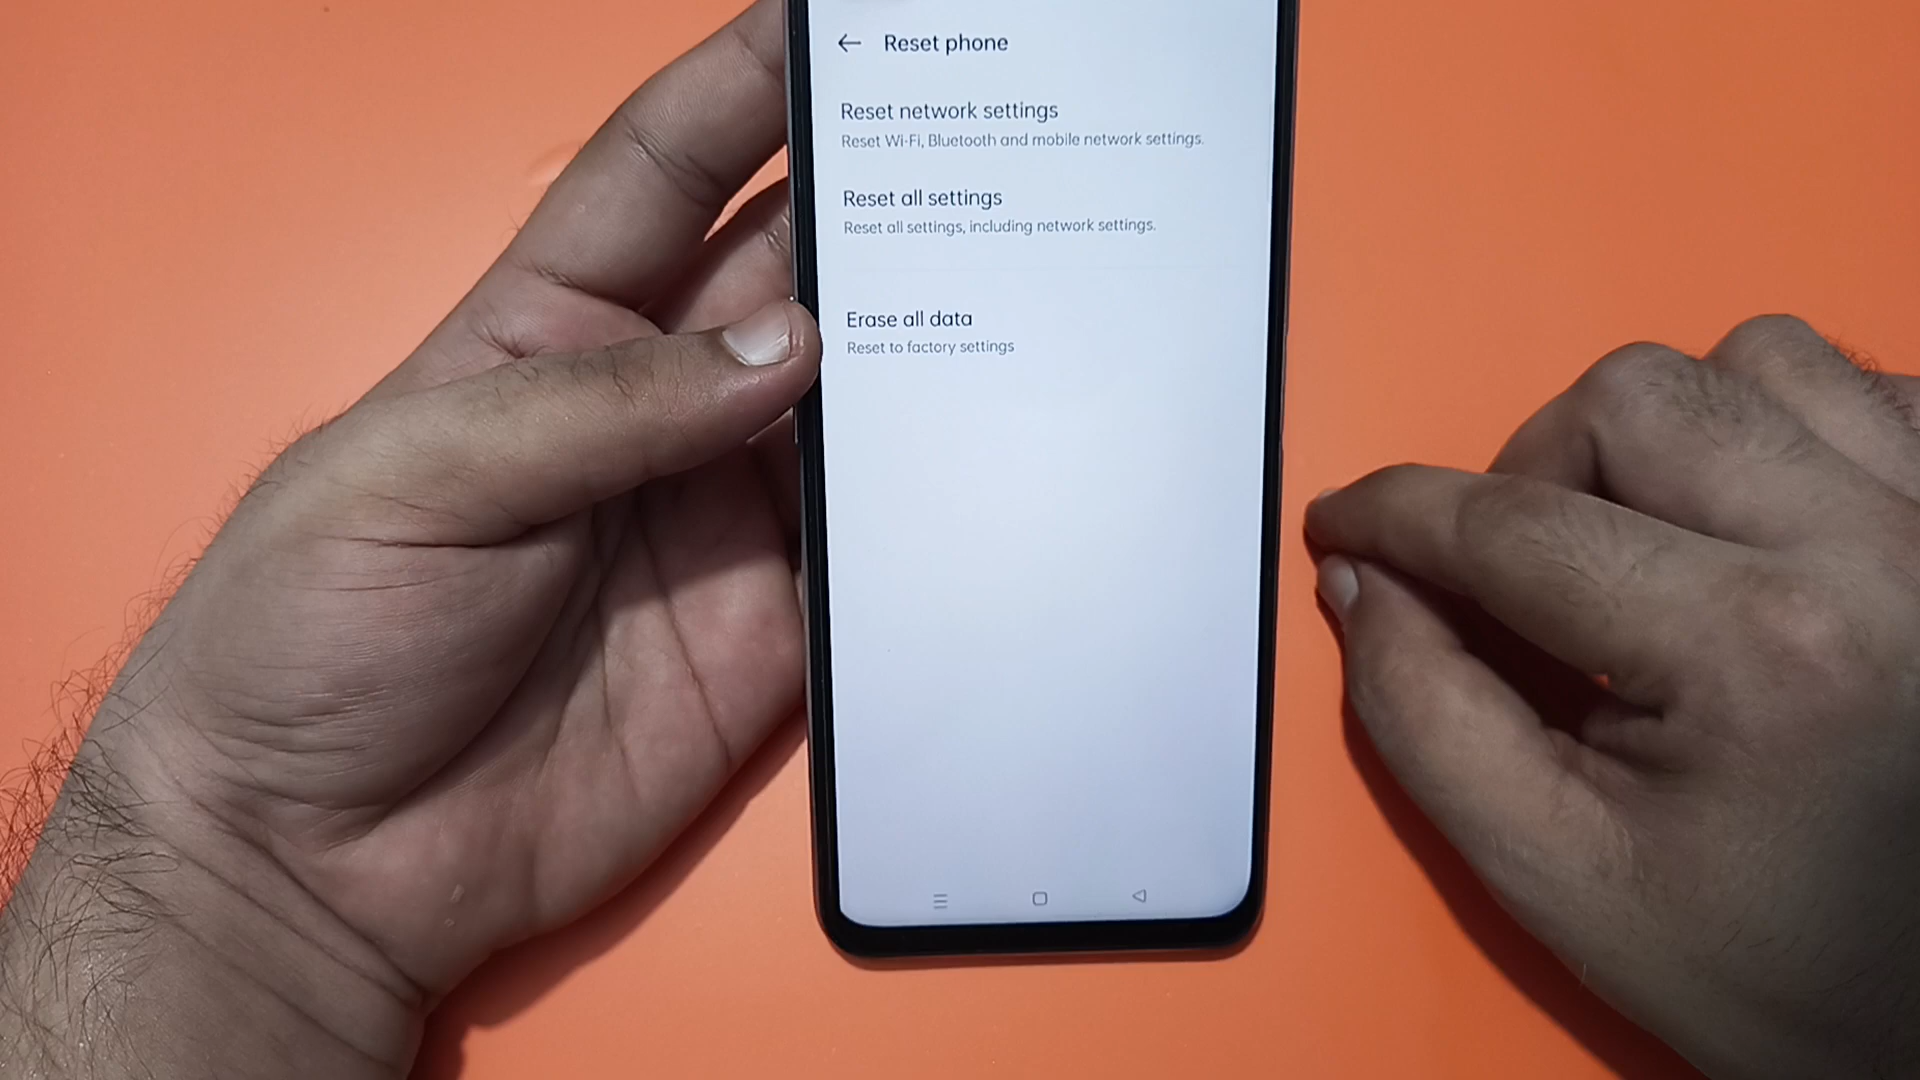 Reset phone
Reset network settings
Reset Wi-Fi, Bluetooth and mobile network settings.
Reset all settings
Reset all settings, including network settings.
Erase all data
Reset to factory settings